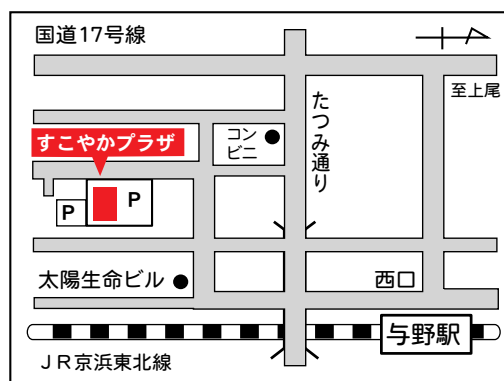 国道17号線
至上尾
たつみ通り
コン
ビニ
すこやかプラザ
P
P
太陽生命ビル
西口
与野駅
JR京浜東北線